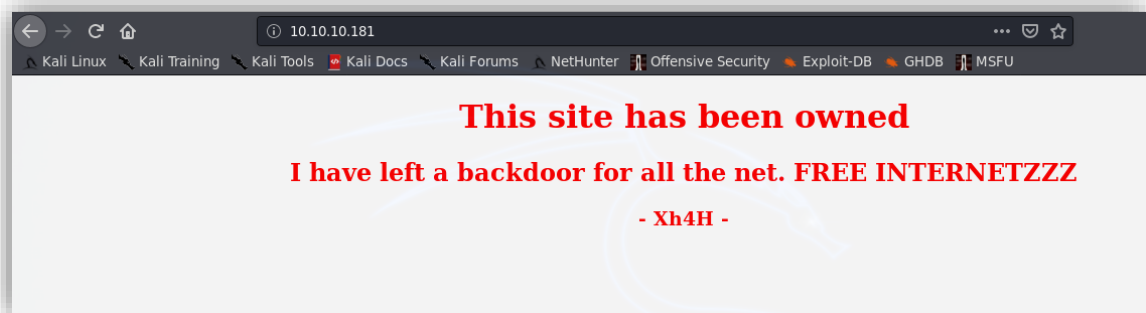 10.10.10.181
Kali Linux Kali Training Kali Tools Kali Docs Kali Forums NetHunter Offensive Security Exploit-DB GHDB MSFU
This site has been owned
I have left a backdoor for all the net. FREE INTERNETZZZ
- Xh4H -